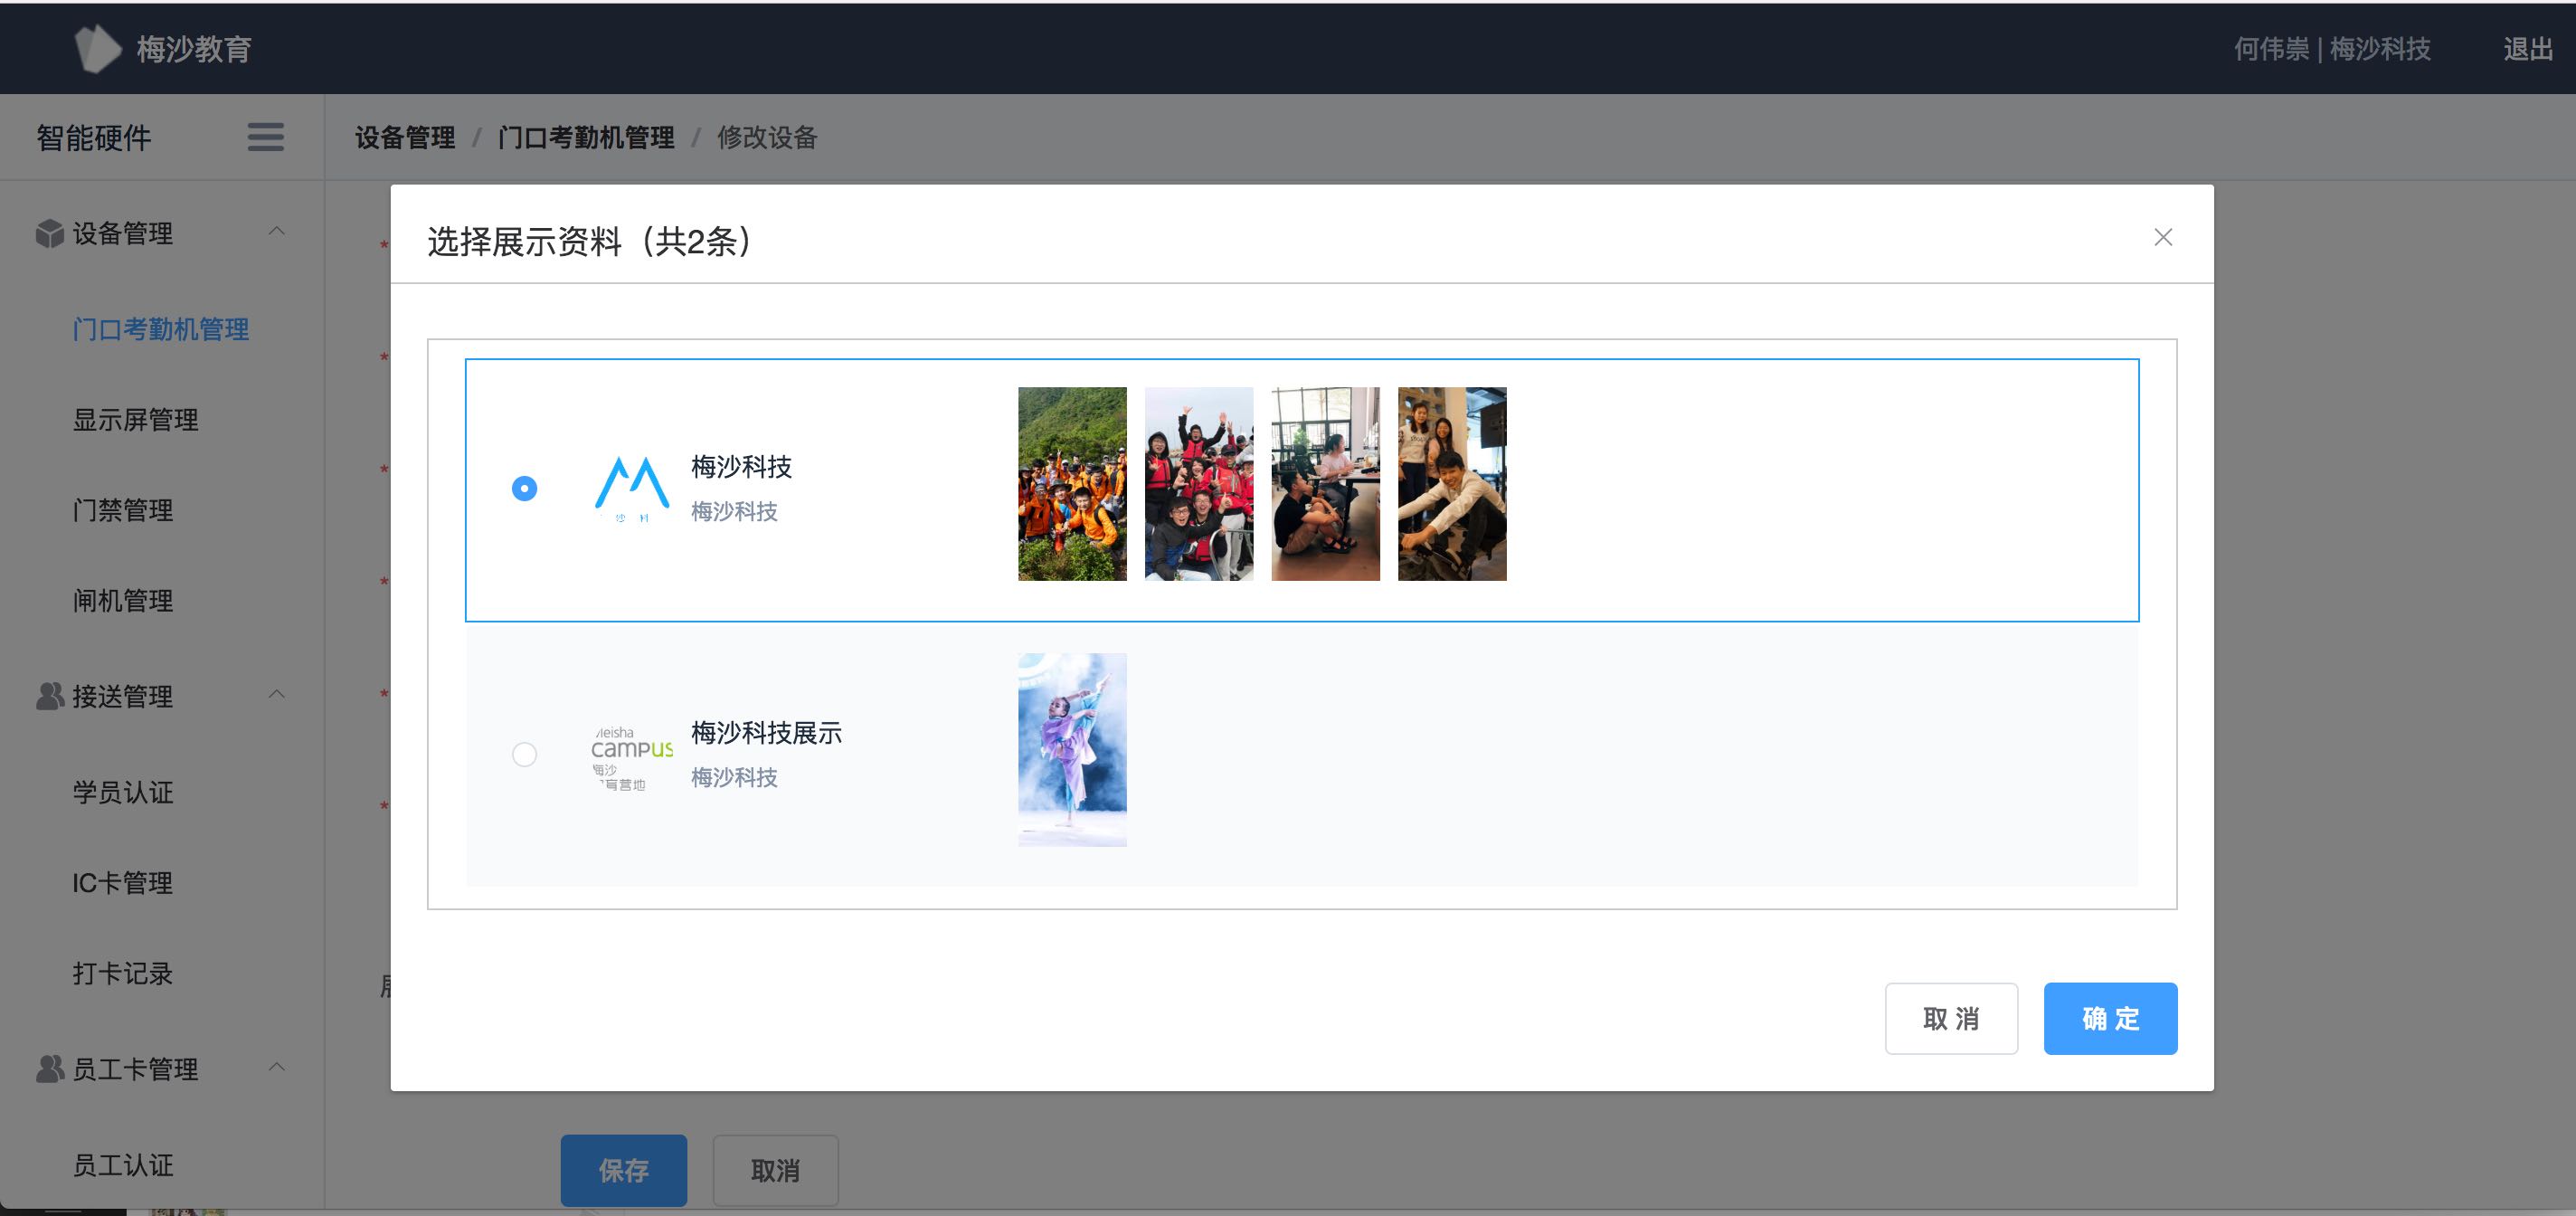 梅沙教育
何伟崇 | 梅沙科技
退出
智能硬件
设备管理 / 门口考勤机管理 / 修改设备
设备管理
门口考勤机管理
显示屏管理
门禁管理
闸机管理
接送管理
学员认证
IC卡管理
打卡记录
员工卡管理
员工认证
*
*
*
*
*
*
选择展示资料（共2条）
梅沙科技
梅沙科技
沙 科
梅沙科技展示
梅沙科技
campus
梅沙
育营地
取 消
确 定
保存
取消